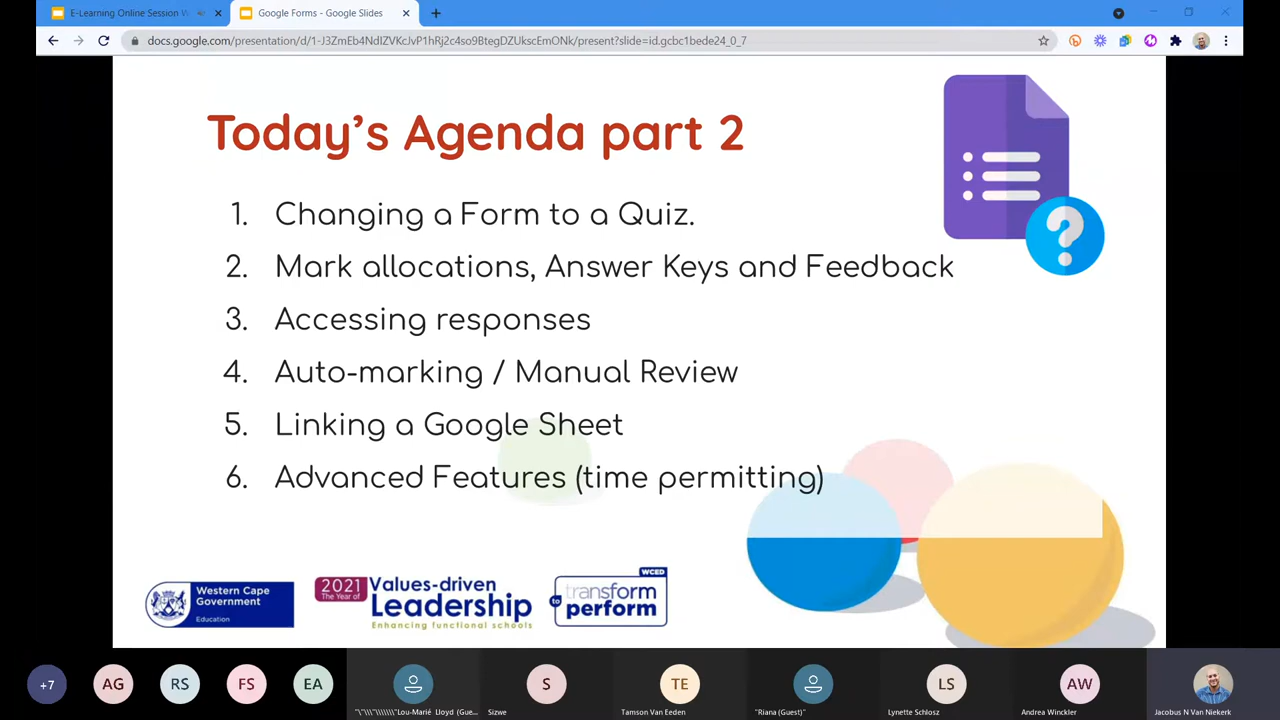 E-Learning Online Session W
Google Forms - Google Slides
docs.google.com/presentation/d/1-J3ZmEb4NdIZVKcJvP1hRj2c4so9BtegDZUkscEmONk/present?slide=id.gcbc1bede24_0_7
Today's Agenda part 2
1. Changing a Form to a Quiz.
2. Mark allocations, Answer Keys and Feedback
3. Accessing responses
4. Auto-marking / Manual Review
5. Linking a Google Sheet
6. Advanced Features (time permitting)
Western Cape
Government
Education
2021
The Year of
Values-driven
Leadership
Enhancing functional schools
WCED
transform
to perform
+7
AG
RS
FS
EA
"\"\\\"\\\\\\\"Lou-Marié Lloyd (Gue...
S
Sizwe
TE
Tamson Van Eeden
"Riana (Guest)"
LS
Lynette Schlosz
AW
Andrea Winckler
Jacobus N Van Niekerk